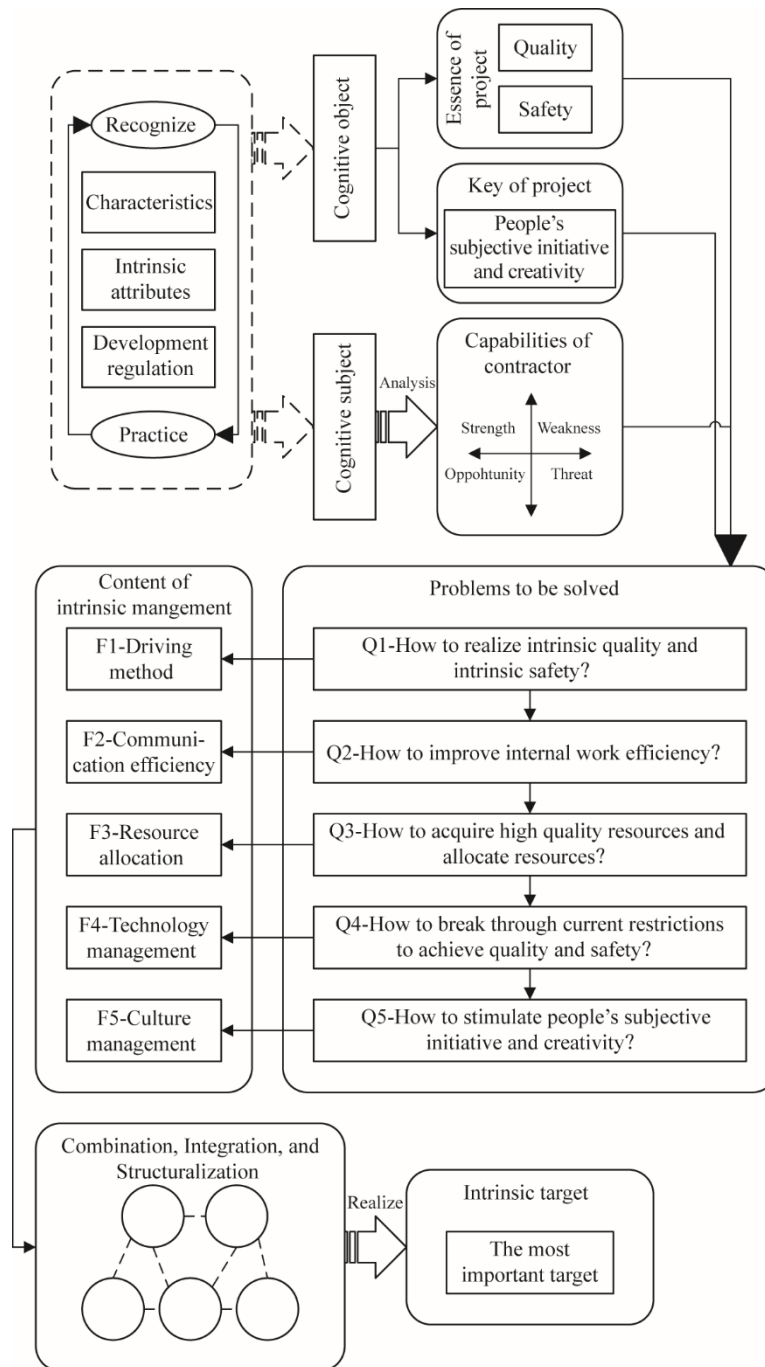 Recognize
Characteristics
Intrinsic
attributes
Development
regulation
Practice
Cognitive object
Essence of
project
Quality
Safety
Key of project
People's
subjective initiative
and creativity
Cognitive subject
Analysis
Capabilities of
contractor
Strength
Weakness
Oppohtunity
Threat
Content of
intrinsic mangement
F1-Driving
method
F2-Communi-
cation efficiency
F3-Resource
allocation
F4-Technology
management
F5-Culture
management
Problems to be solved
Q1-How to realize intrinsic quality and
intrinsic safety?
Q2-How to improve internal work efficiency?
Q3-How to acquire high quality resources and
allocate resources?
Q4-How to break through current restrictions
to achieve quality and safety?
Q5-How to stimulate people's subjective
initiative and creativity?
Combination, Integration, and
Structuralization
Realize
Intrinsic target
The most
important target